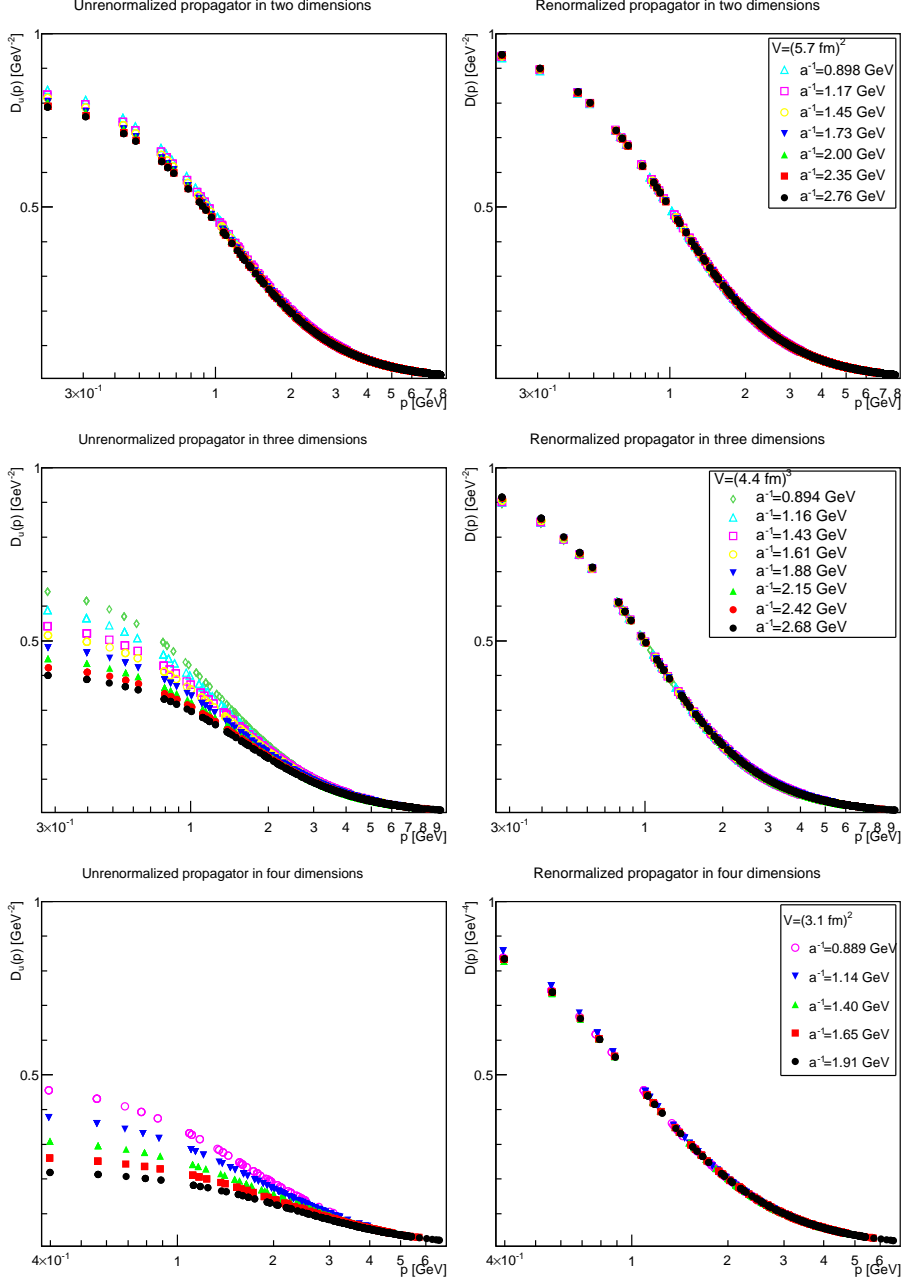 Unrenormalized propagator in two dimensions
D_u(p) [GeV^-2]
1
0.5
3×10^-1
1
2
3
4
5
6
7
8
p [GeV]
Renormalized propagator in two dimensions
D(p) [GeV^-2]
1
0.5
V=(5.7 fm)^2
a^-1=0.898 GeV
a^-1=1.17 GeV
a^-1=1.45 GeV
a^-1=1.73 GeV
a^-1=2.00 GeV
a^-1=2.35 GeV
a^-1=2.76 GeV
3×10^-1
1
2
3
4
5
6
7
8
p [GeV]
Unrenormalized propagator in three dimensions
D_u(p) [GeV^-2]
1
0.5
3×10^-1
1
2
3
4
5
6
7
8
9
p [GeV]
Renormalized propagator in three dimensions
D(p) [GeV^-2]
1
0.5
V=(4.4 fm)^3
a^-1=0.894 GeV
a^-1=1.16 GeV
a^-1=1.43 GeV
a^-1=1.61 GeV
a^-1=1.88 GeV
a^-1=2.15 GeV
a^-1=2.42 GeV
a^-1=2.68 GeV
3×10^-1
1
2
3
4
5
6
7
8
9
p [GeV]
Unrenormalized propagator in four dimensions
D_u(p) [GeV^-2]
1
0.5
4×10^-1
1
2
3
4
5
6
p [GeV]
Renormalized propagator in four dimensions
D(p) [GeV^-4]
1
0.5
V=(3.1 fm)^2
a^-1=0.889 GeV
a^-1=1.14 GeV
a^-1=1.40 GeV
a^-1=1.65 GeV
a^-1=1.91 GeV
4×10^-1
1
2
3
4
5
6
p [GeV]